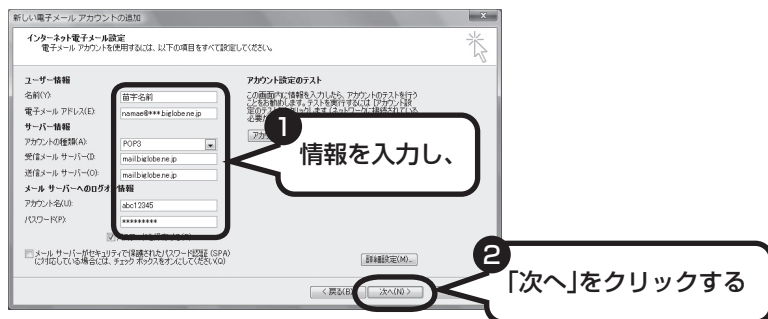 新しい電子メール アカウントの追加
インターネット電子メール設定
電子メール アカウントを使用するには、以下の項目をすべて設定してください。
ユーザー情報
名前(Y):
苗字名前
電子メール アドレス(E):
namae@***.biglobe.ne.jp
サーバー情報
アカウントの種類(A):
POP3
受信メール サーバー(I):
mail.biglobe.ne.jp
送信メール サーバー(O):
mail.biglobe.ne.jp
メール サーバーへのログオ
情報
アカウント名(U):
abc12345
パスワード(P):
*********
メール サーバーがセキュリティで保護されたパスワード認証 (SPA)
に対応している場合には、チェック ボックスをオンにしてください(Q)
アカウント設定のテスト
この画面内に情報を入力したら、アカウントのテストを行う
ことをお勧めします。テストを実行するには [アカウント設
定のテスト] をクリックします (ネットワークに接続されている
必要が
アカ
詳細設定(M)...
< 戻る(B)
次へ(N) >
1
情報を入力し、
2
「次へ」をクリックする